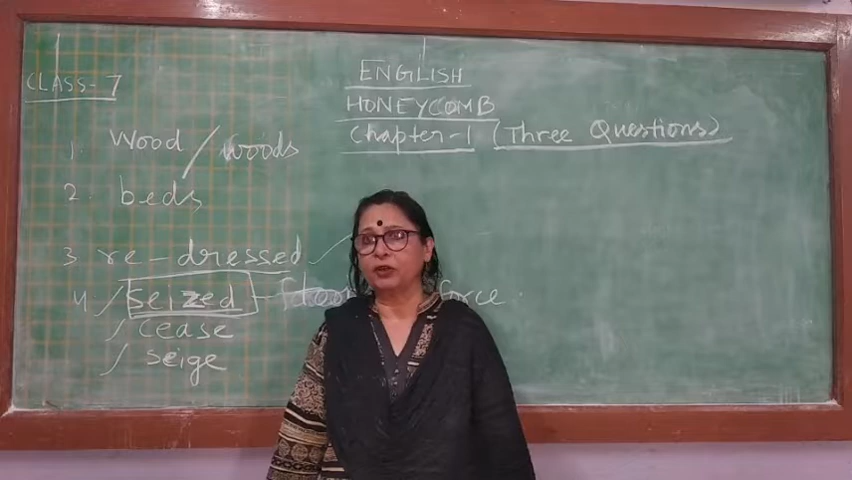 CLASS-7
ENGLISH
HONEYCOMB
Chapter-1 (Three Questions)
1. Wood / Woods
2. beds
3 re-dressed
4. / seized - force.
/ cease
/ seige